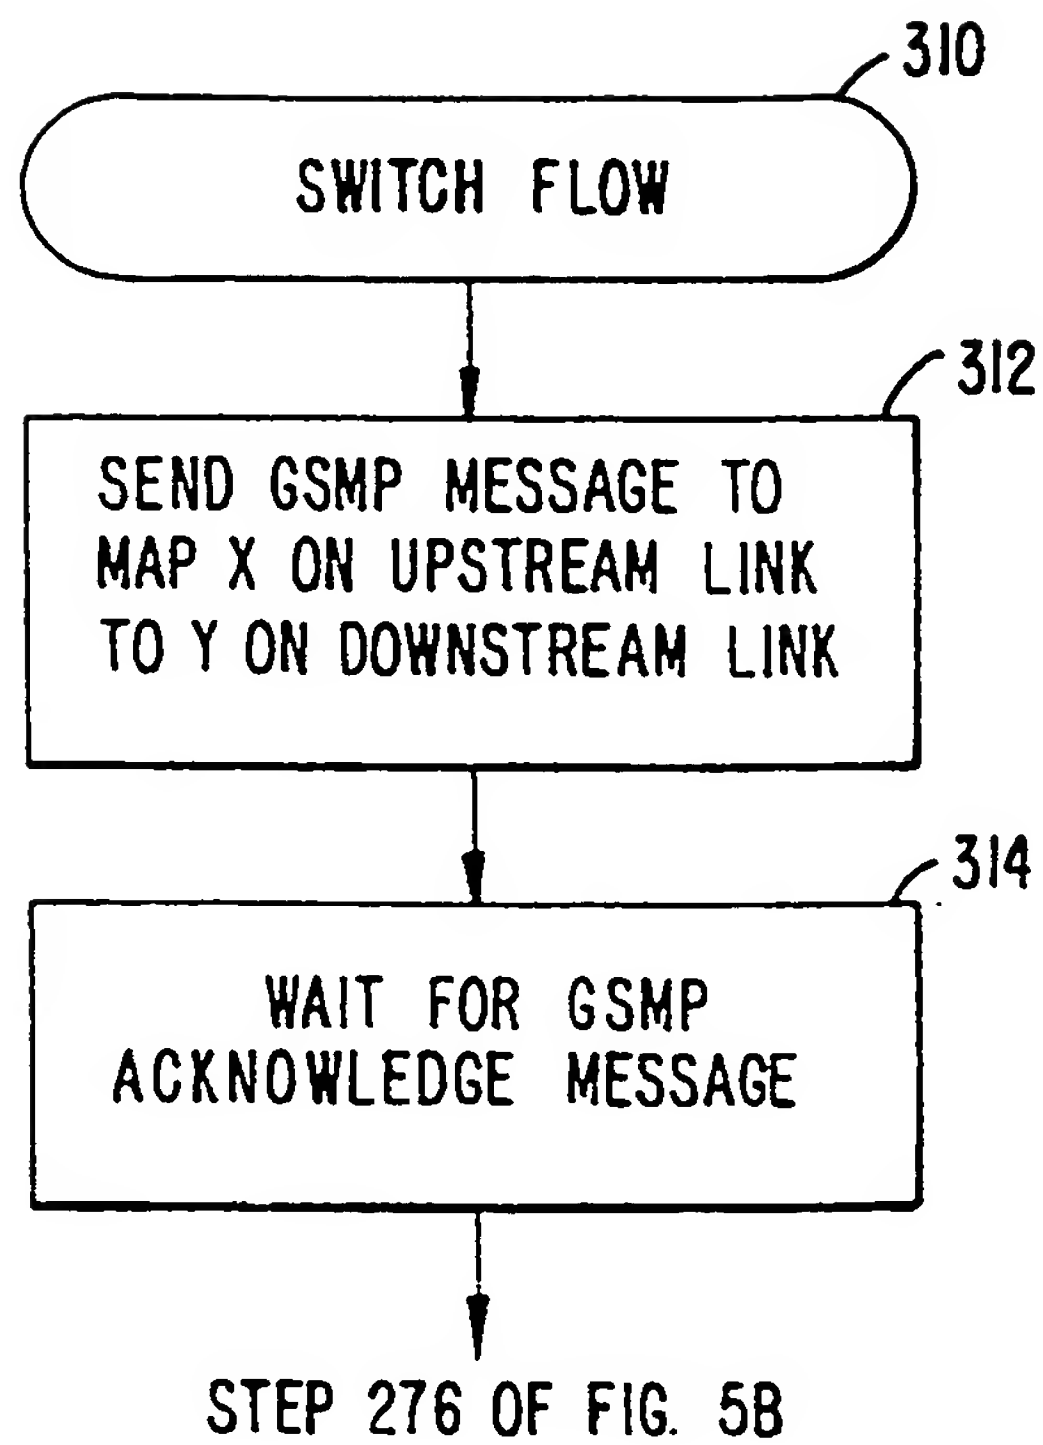 310
SWITCH FLOW
312
SEND GSMP MESSAGE TO
MAP X ON UPSTREAM LINK
TO Y ON DOWNSTREAM LINK
314
WAIT FOR GSMP
ACKNOWLEDGE MESSAGE
STEP 276 OF FIG. 5B